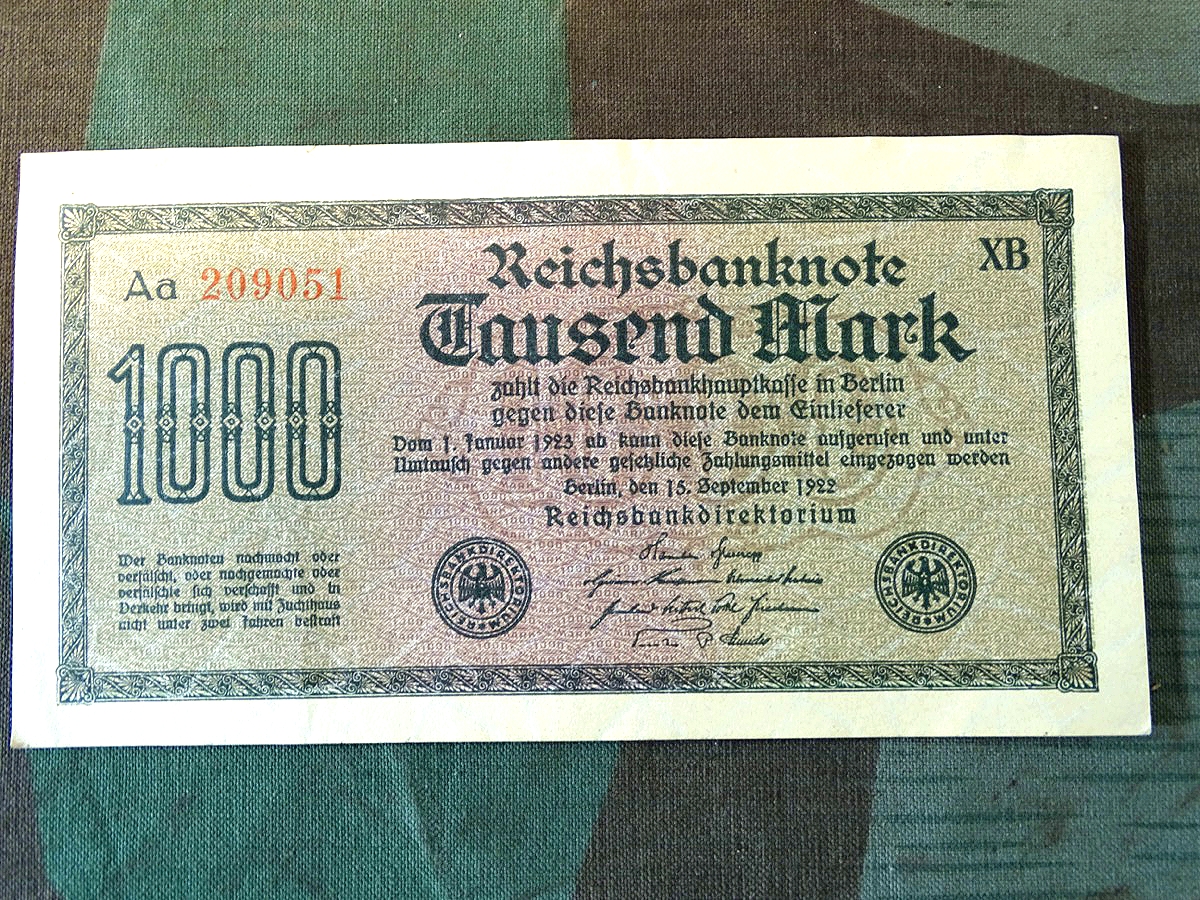 Reichsbanknote
XB
Aa 209051
Tausend Mark
1000
zahlt die Reichsbankhauptkasse in Berlin
gegen diese Banknote dem Einlieferer
Vom 1. Januar 1923 ab kann diese Banknote aufgerufen und unter
Umtausch gegen andere gesetzliche Zahlungsmittel eingezogen werden
Berlin, den 15. September 1922
Reichsbankdirektorium
Wer Banknoten nachmacht oder
verfälscht, oder nachgemachte oder
verfälschte sich verschafft und in
Verkehr bringt, wird mit Zuchthaus
nicht unter zwei Jahren bestraft
REICHSBANKDIREKTORIUM
REICHSBANKDIREKTORIUM